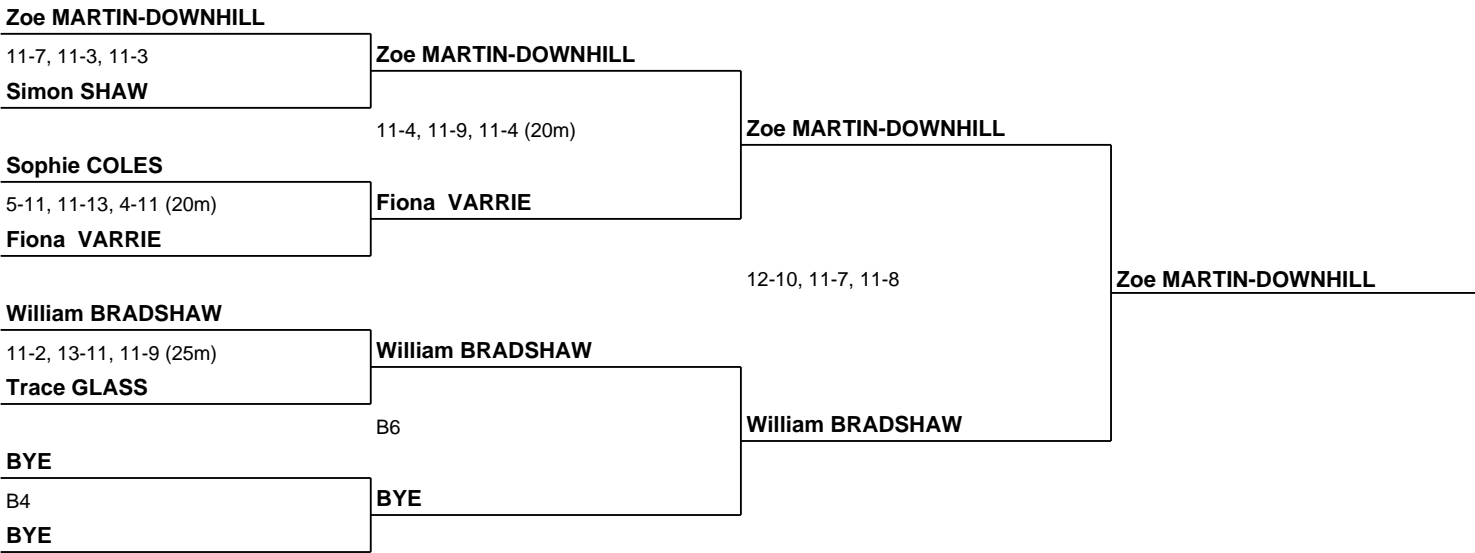 Zoe MARTIN-DOWNHILL
11-7, 11-3, 11-3
Simon SHAW
Sophie COLES
5-11, 11-13, 4-11 (20m)
Fiona  VARRIE
William BRADSHAW
11-2, 13-11, 11-9 (25m)
Trace GLASS
BYE
B4
BYE
Zoe MARTIN-DOWNHILL
11-4, 11-9, 11-4 (20m)
Fiona  VARRIE
William BRADSHAW
B6
BYE
Zoe MARTIN-DOWNHILL
12-10, 11-7, 11-8
William BRADSHAW
Zoe MARTIN-DOWNHILL